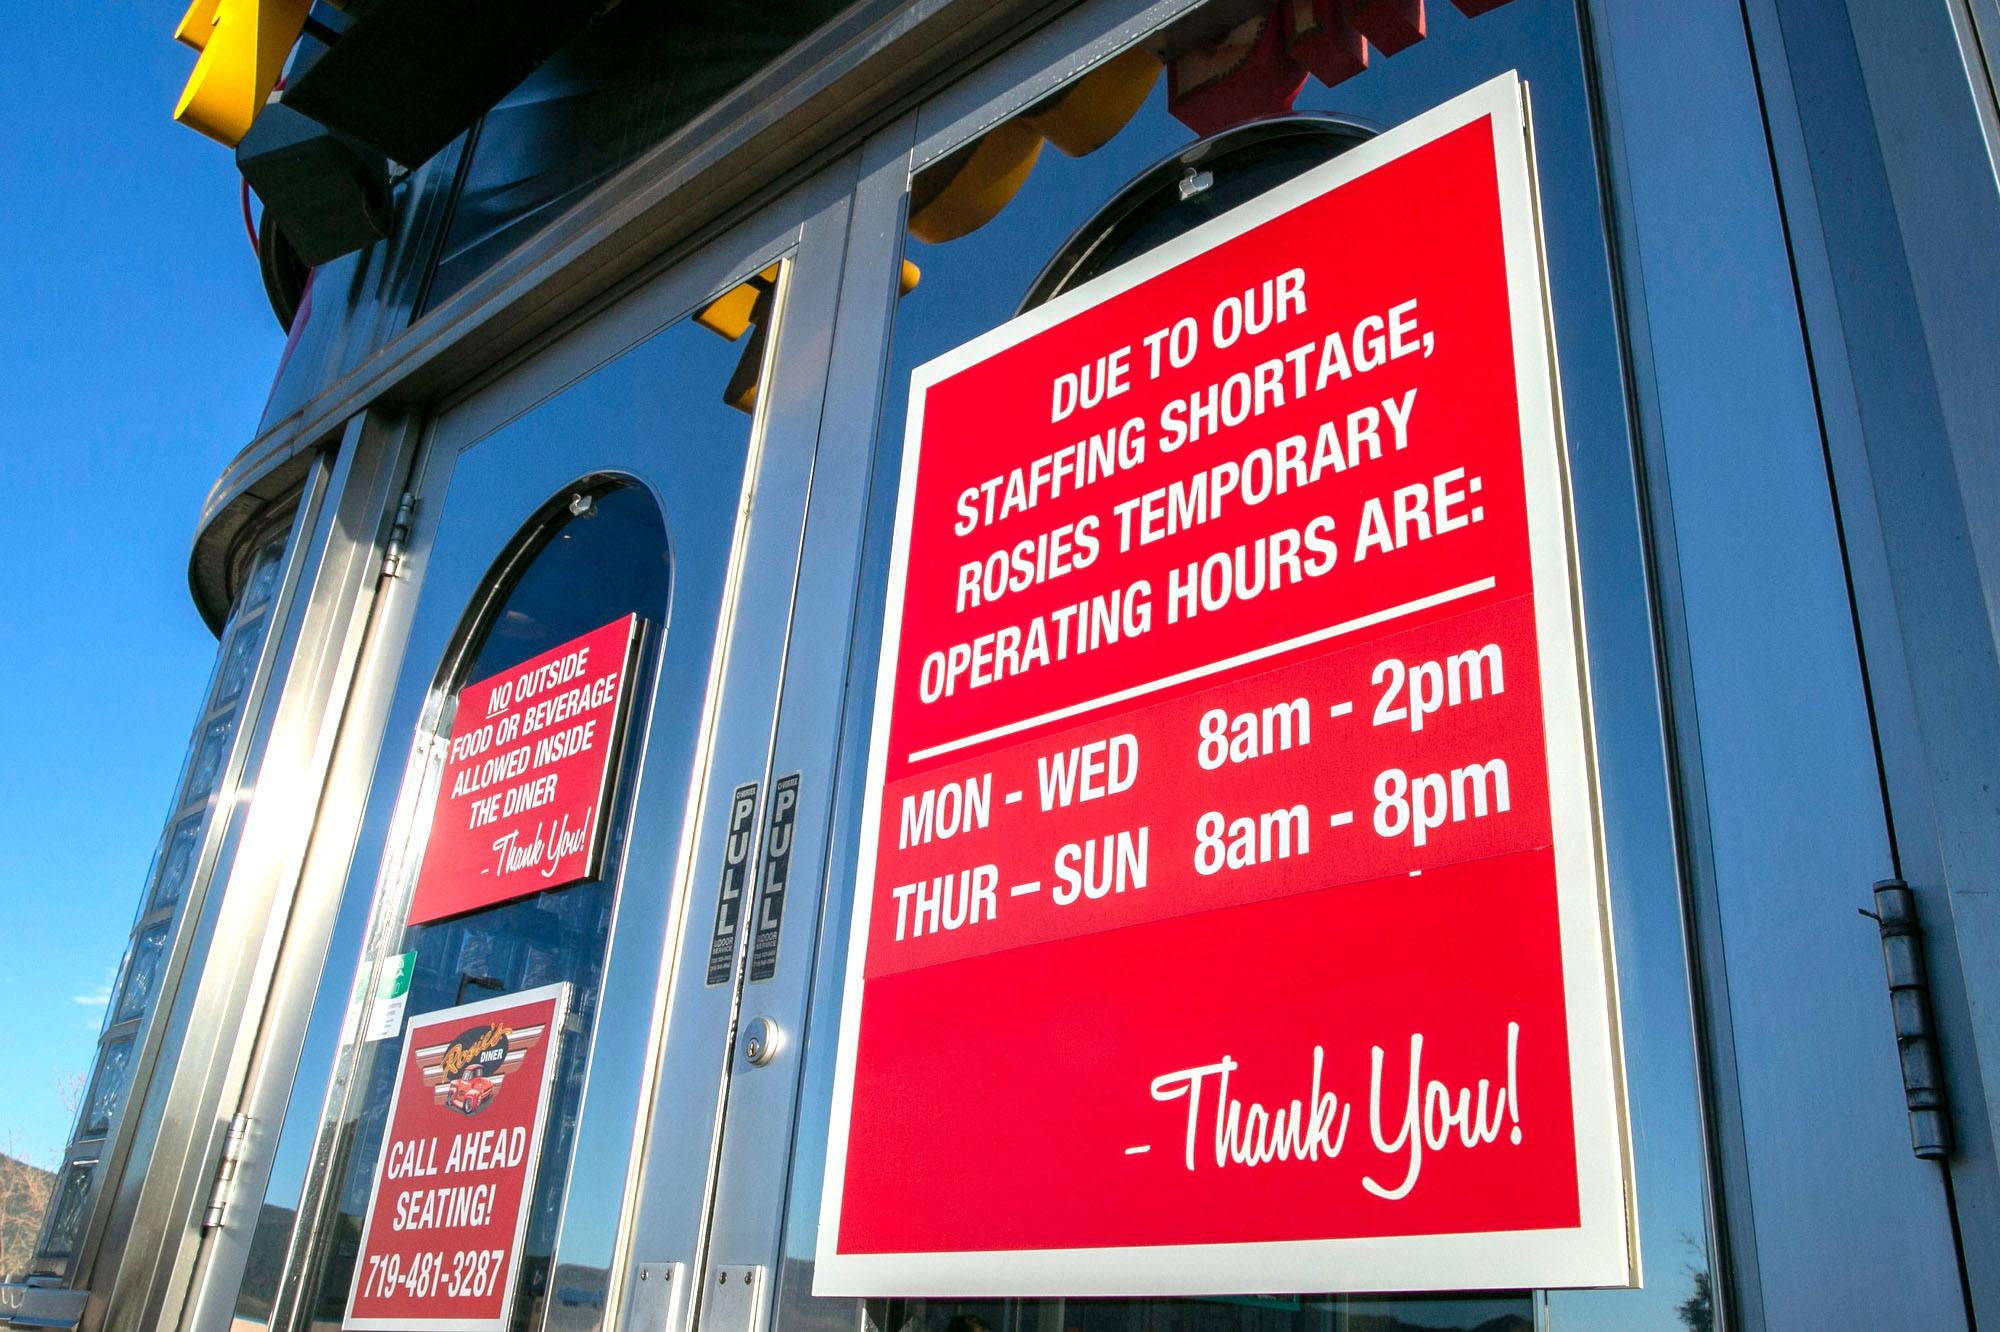 NO OUTSIDE
FOOD OR BEVERAGE
ALLOWED INSIDE
THE DINER
- Thank You!
Rosie's
DINER
CALL AHEAD
SEATING!
719-481-3287
PULL
PULL
DUE TO OUR
STAFFING SHORTAGE,
ROSIES TEMPORARY
OPERATING HOURS ARE:
MON - WED 8am - 2pm
THUR – SUN 8am - 8pm
- Thank You!